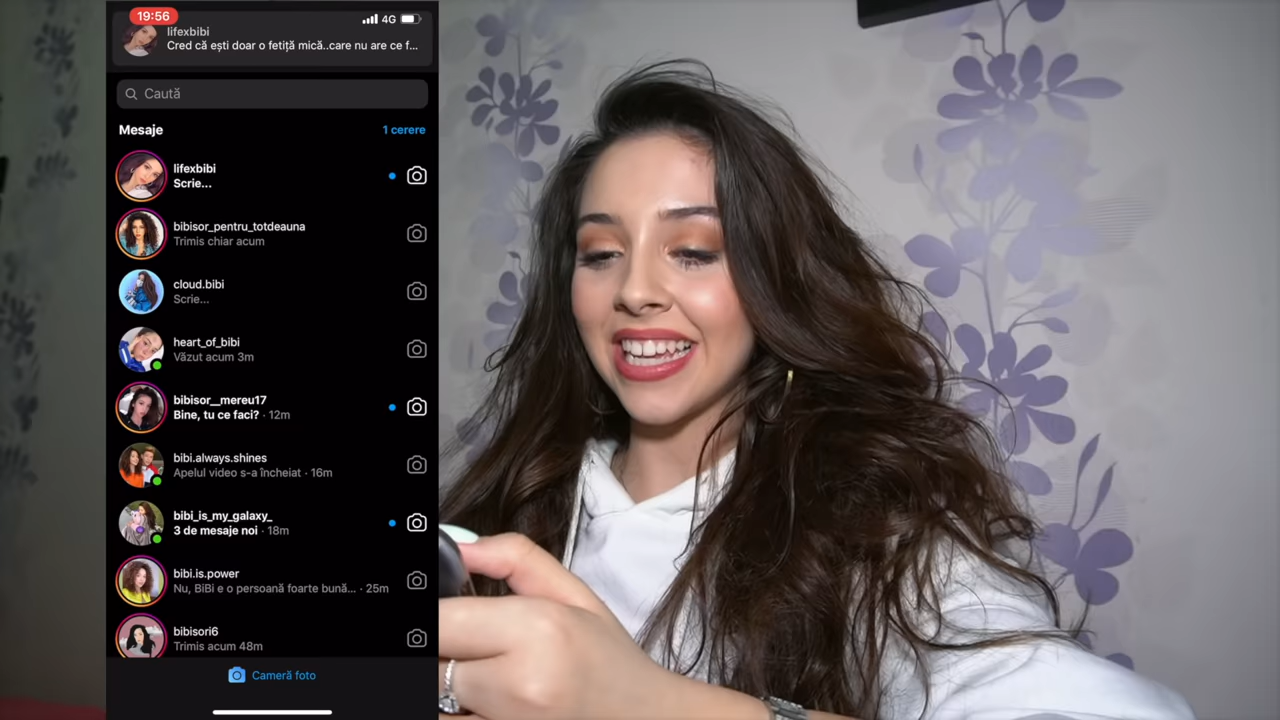 19:56
4G
lifexbibi
Cred că ești doar o fetiță mică..care nu are ce f...
Caută
Mesaje
1 cerere
lifexbibi
Scrie...
bibisor_pentru_totdeauna
Trimis chiar acum
cloud.bibi
Scrie...
heart_of_bibi
Văzut acum 3m
bibisor__mereu17
Bine, tu ce faci? · 12m
bibi.always.shines
Apelul video s-a încheiat · 16m
bibi_is_my_galaxy_
3 de mesaje noi · 18m
bibi.is.power
Nu, BiBi e o persoană foarte bună... · 25m
bibisori6
Trimis acum 48m
Cameră foto